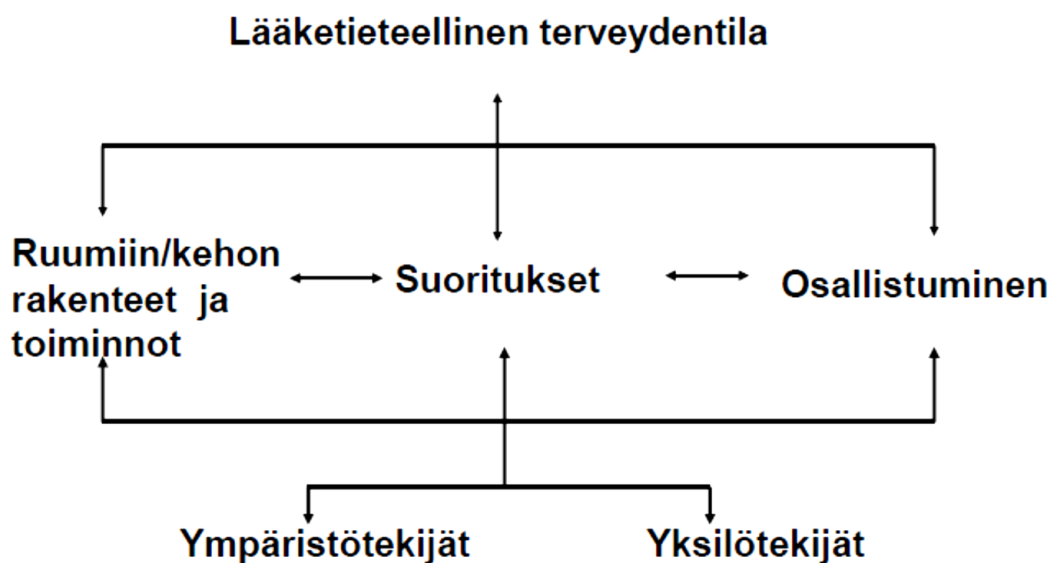 Lääketieteellinen terveydentila
Ruumiin/kehon
rakenteet ja
toiminnot
Suoritukset
Osallistuminen
Ympäristötekijät
Yksilötekijät